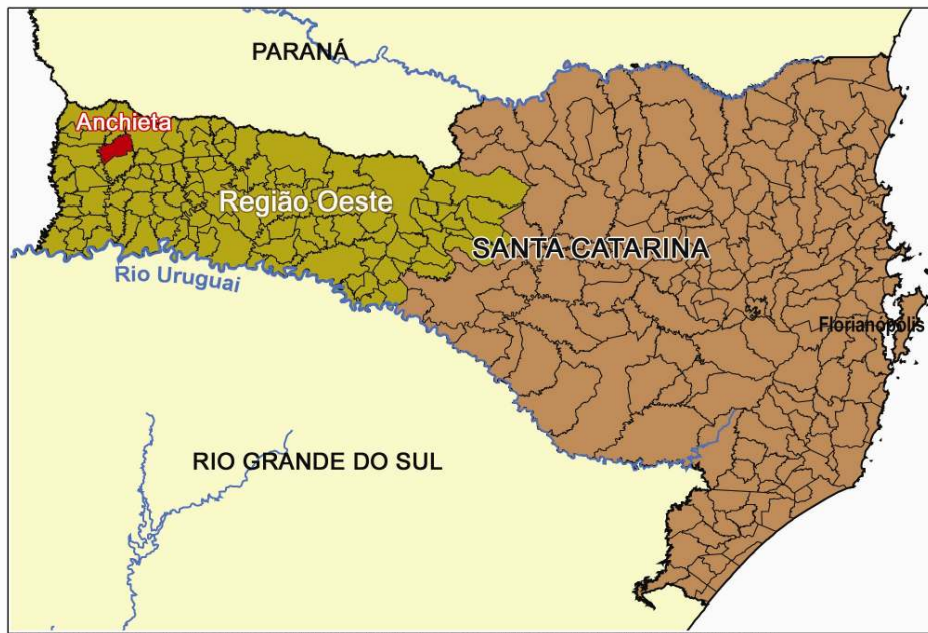 PARANÁ
Anchieta
Região Oeste
SANTA CATARINA
Rio Uruguai
Florianópolis
RIO GRANDE DO SUL